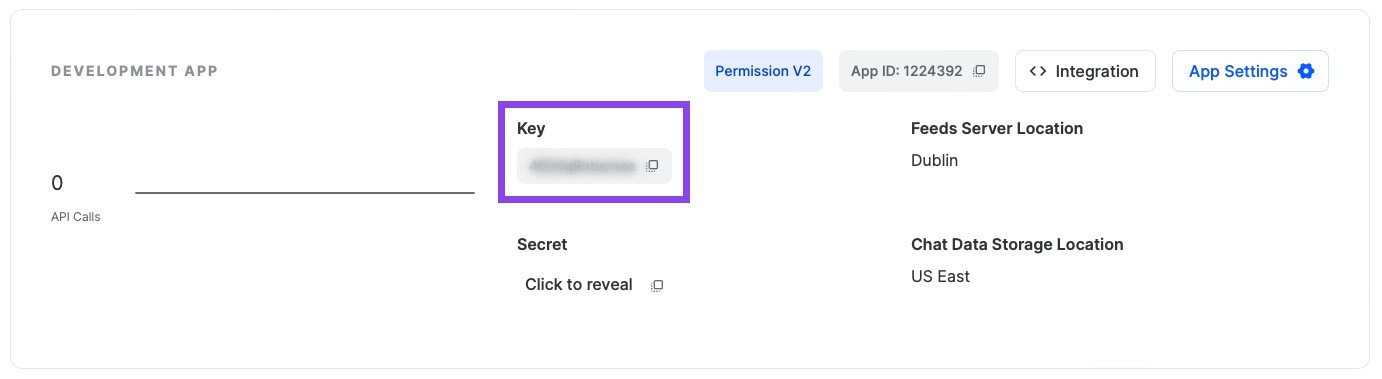 DEVELOPMENT APP
Permission V2
App ID: 1224392
Integration
App Settings
Key
Feeds Server Location
Dublin
0
API Calls
Secret
Click to reveal
Chat Data Storage Location
US East